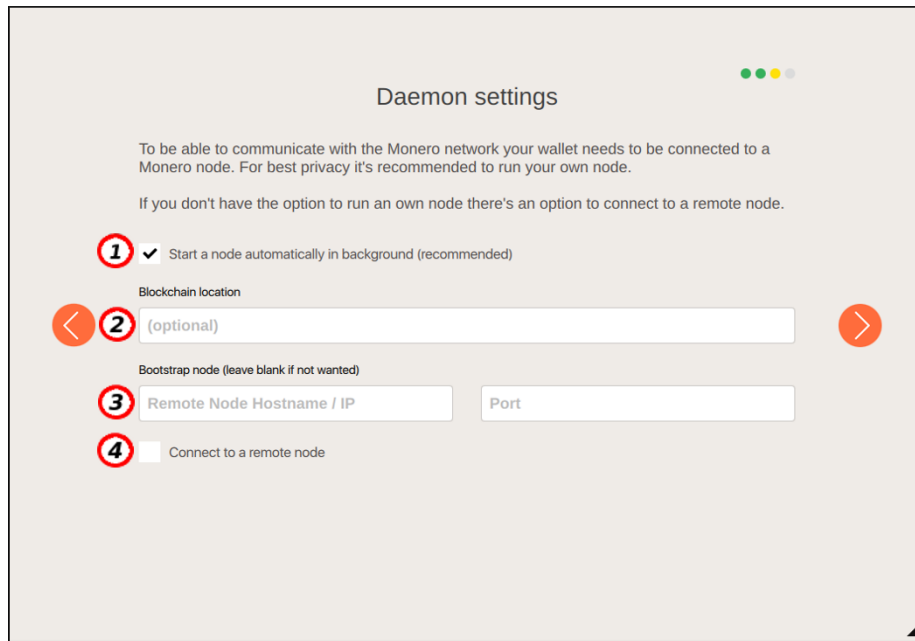 Daemon settings
To be able to communicate with the Monero network your wallet needs to be connected to a
Monero node. For best privacy it's recommended to run your own node.
If you don't have the option to run an own node there's an option to connect to a remote node.
1 Start a node automatically in background (recommended)
Blockchain location
2 (optional)
Bootstrap node (leave blank if not wanted)
3 Remote Node Hostname / IP Port
4 Connect to a remote node